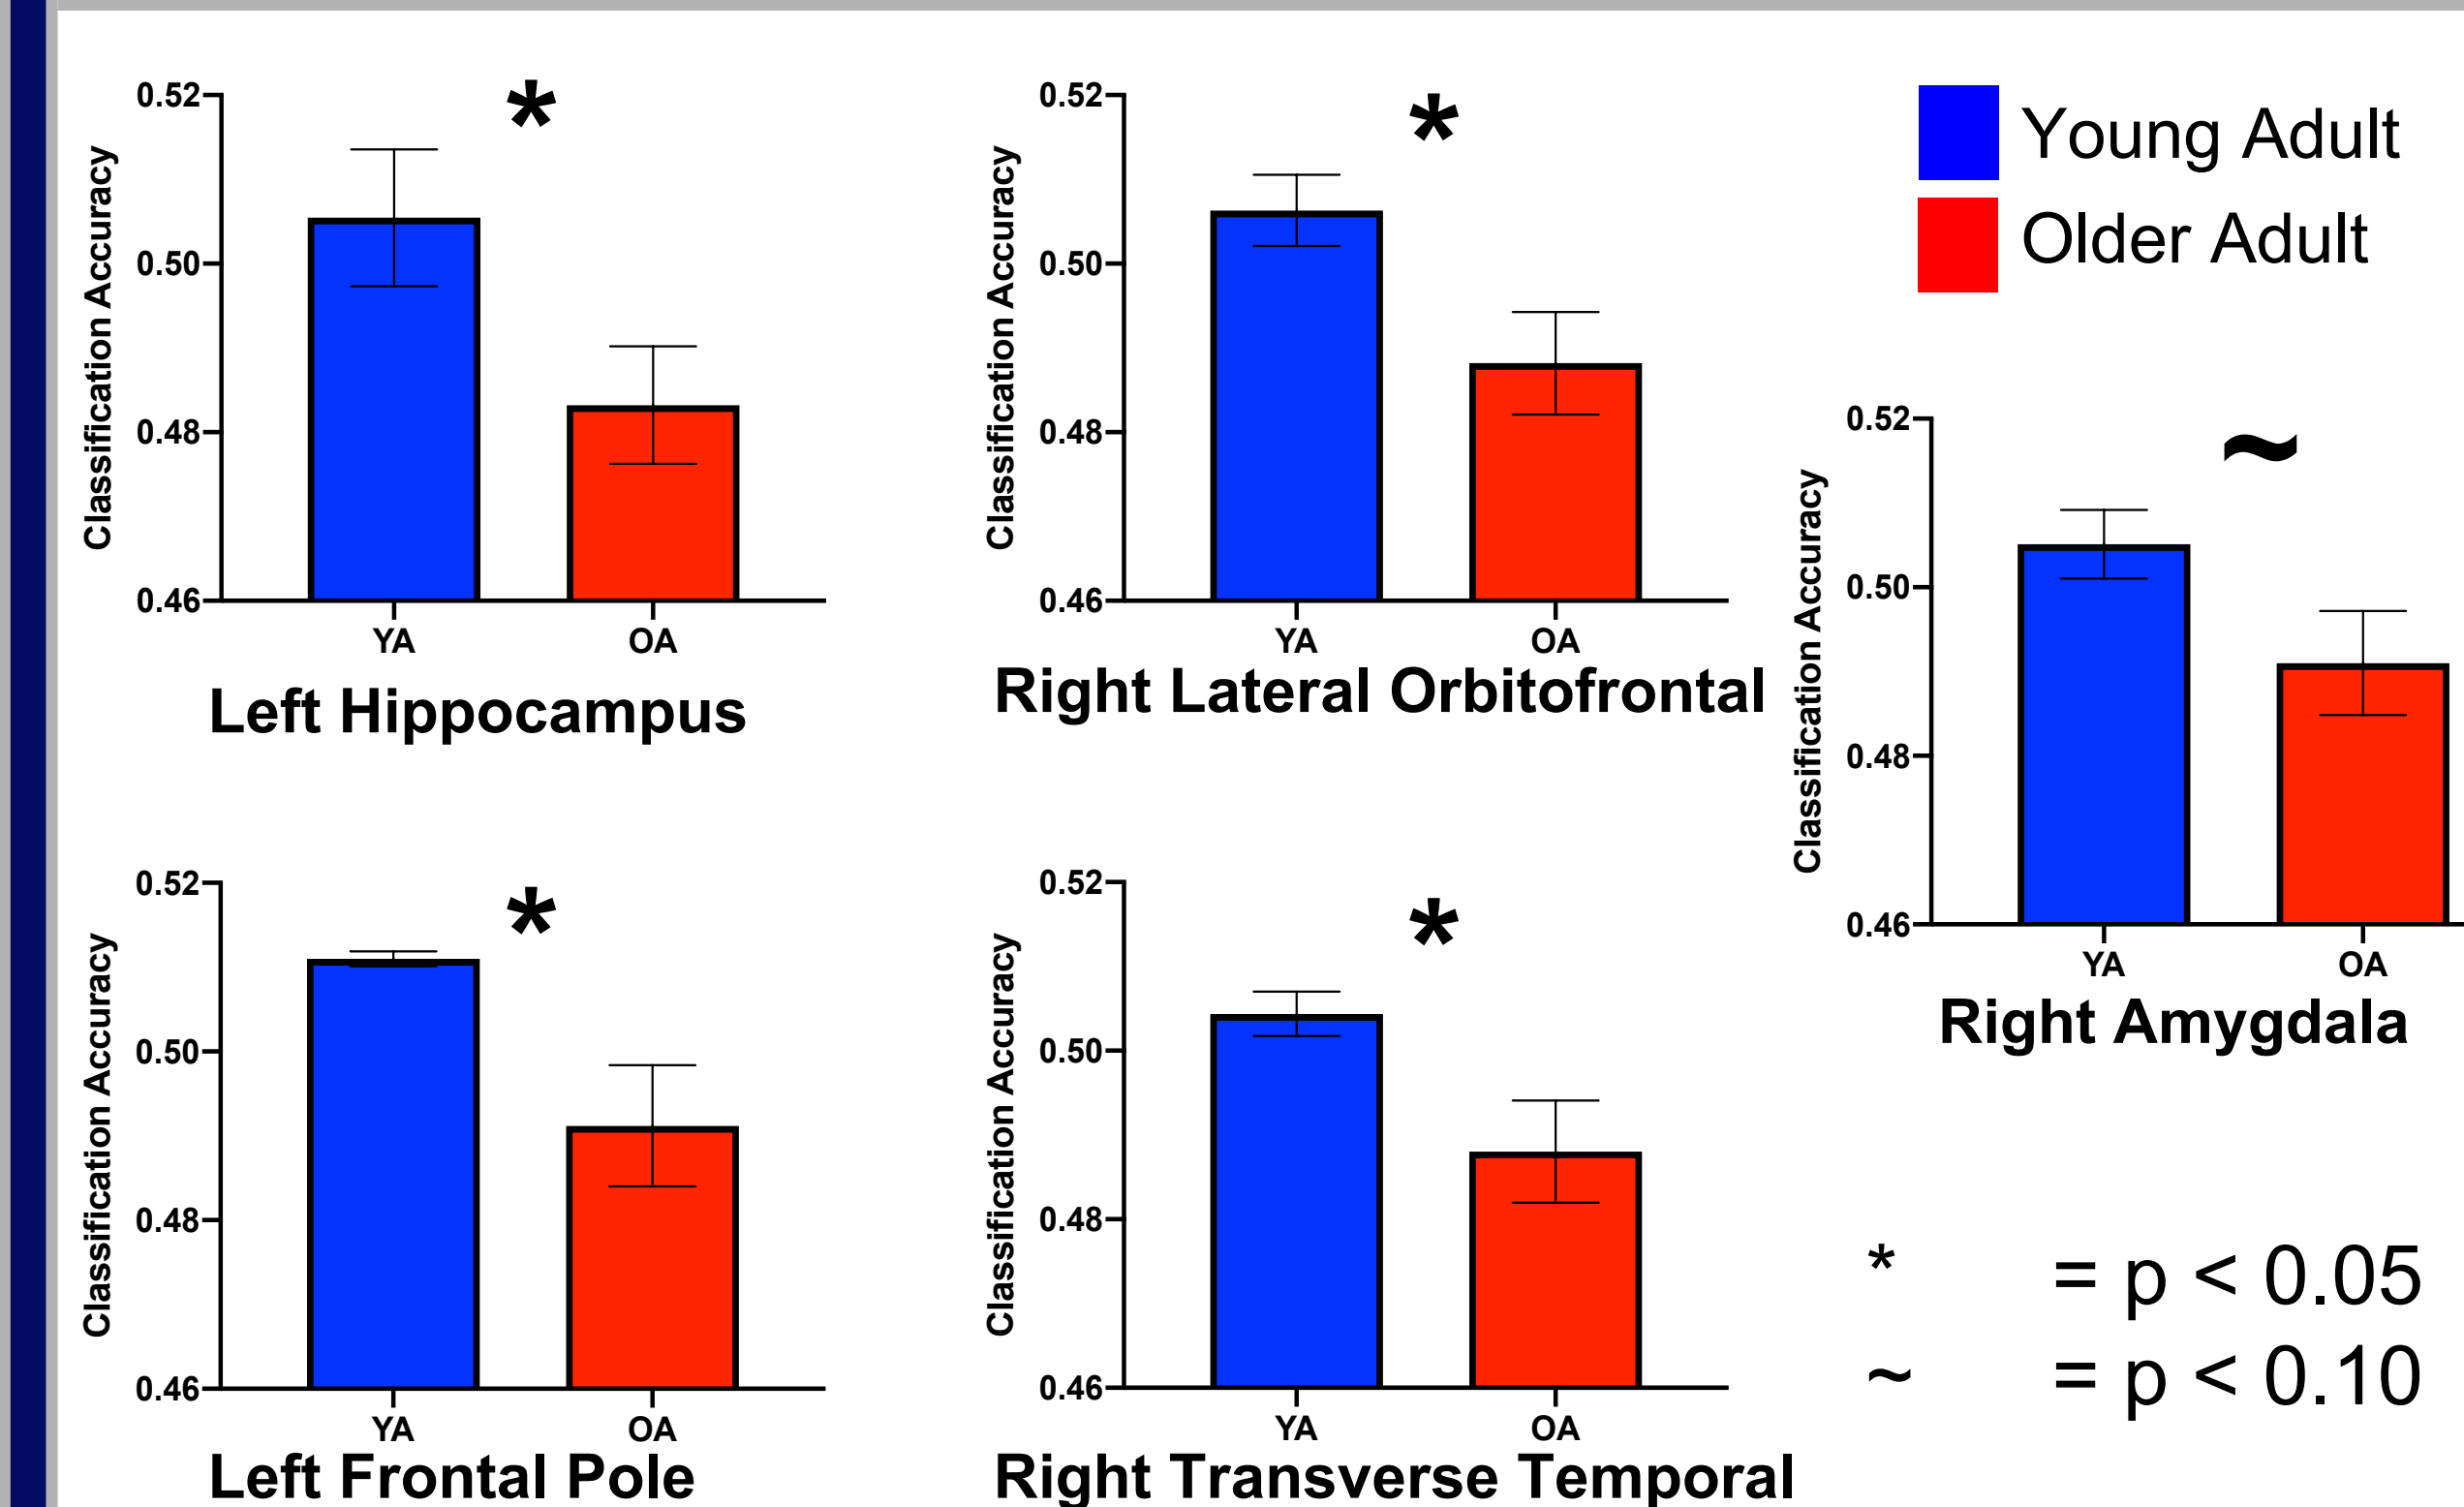 0.52
0.50
0.48
0.46
Classification Accuracy
*
YA OA
Left Hippocampus
0.52
0.50
0.48
0.46
Classification Accuracy
*
YA OA
Right Lateral Orbitofrontal
Young Adult
Older Adult
0.52
0.50
0.48
0.46
Classification Accuracy
~
YA OA
Right Amygdala
0.52
0.50
0.48
0.46
Classification Accuracy
*
YA OA
Left Frontal Pole
0.52
0.50
0.48
0.46
Classification Accuracy
*
YA OA
Right Transverse Temporal
* = p < 0.05
~ = p < 0.10